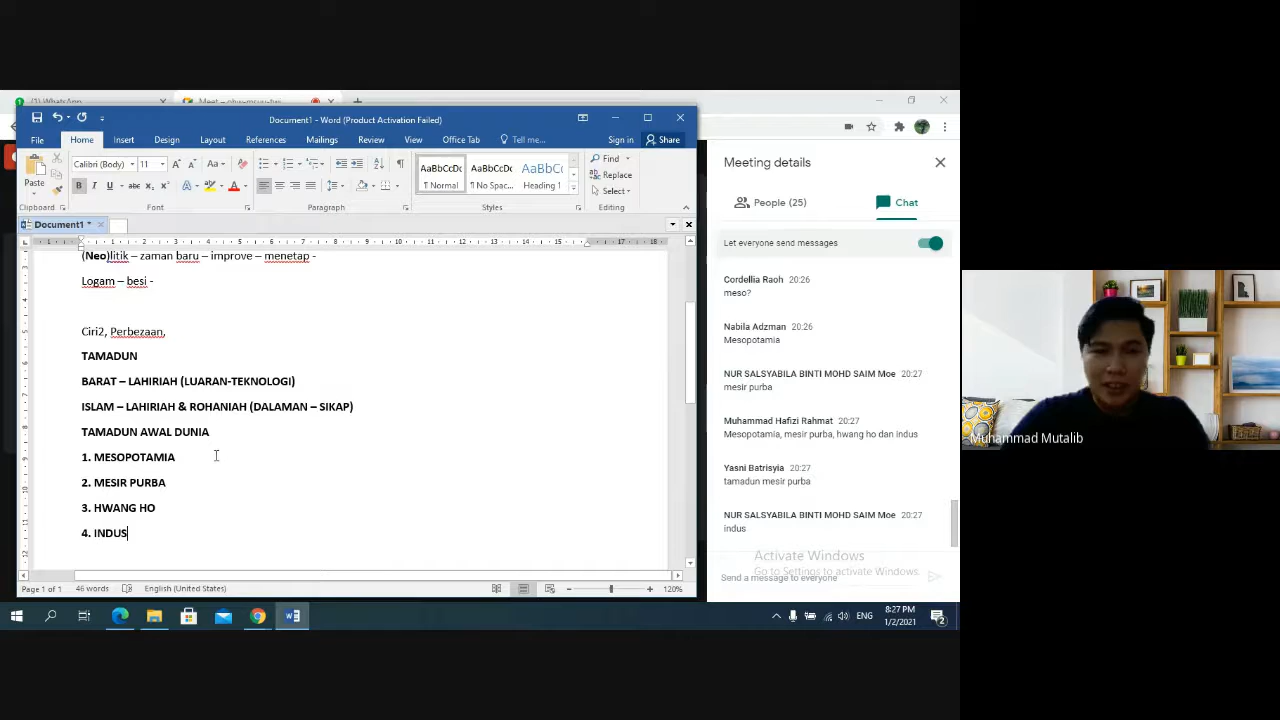 (1) WhatsApp
Document1 - Word (Product Activation Failed)
File Home Insert Design Layout References Mailings Review View Office Tab Tell me... Sign in Share
Calibri (Body) 11
Paste
AaBbCcDc AaBbCcDc AaBbCc
¶ Normal ¶ No Spac... Heading 1
Find
Replace
Select
Clipboard Font Paragraph Styles Editing
Document1 *
(Neo)litik – zaman baru – improve – menetap -
Logam – besi -
Ciri2, Perbezaan,
TAMADUN
BARAT – LAHIRIAH (LUARAN-TEKNOLOGI)
ISLAM – LAHIRIAH & ROHANIAH (DALAMAN – SIKAP)
TAMADUN AWAL DUNIA
1. MESOPOTAMIA
2. MESIR PURBA
3. HWANG HO
4. INDUS
Page 1 of 1 46 words English (United States) 120%
Meeting details
People (25) Chat
Let everyone send messages
Cordellia Raoh 20:26
meso?
Nabila Adzman 20:26
Mesopotamia
NUR SALSYABILA BINTI MOHD SAIM Moe 20:27
mesir purba
Muhammad Hafizi Rahmat 20:27
Mesopotamia, mesir purba, hwang ho dan indus
Yasni Batrisyia 20:27
tamadun mesir purba
NUR SALSYABILA BINTI MOHD SAIM Moe 20:27
indus
Activate Windows
Go to Settings to activate Windows.
Send a message to everyone
ENG
8:27 PM
1/2/2021
2
Muhammad Mutalib